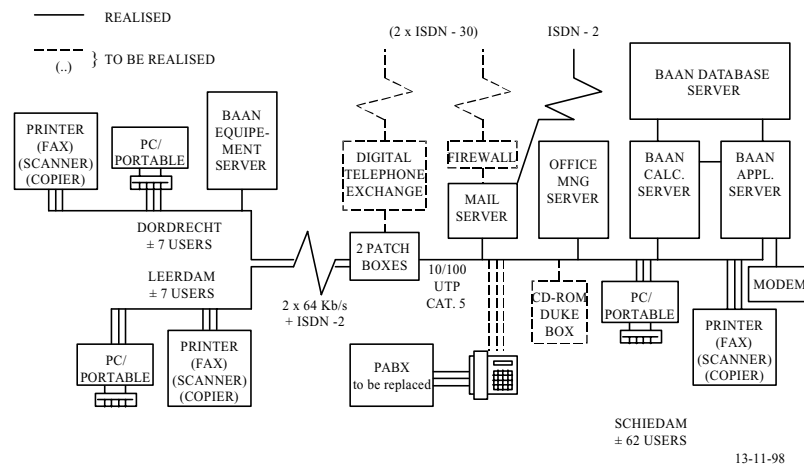 REALISED
(..) } TO BE REALISED
(2 x ISDN - 30)
ISDN - 2
PRINTER
(FAX)
(SCANNER)
(COPIER)
PC/
PORTABLE
BAAN
EQUIPE-
MENT
SERVER
DIGITAL
TELEPHONE
EXCHANGE
FIREWALL
MAIL
SERVER
OFFICE
MNG
SERVER
BAAN DATABASE
SERVER
BAAN
CALC.
SERVER
BAAN
APPL.
SERVER
DORDRECHT
± 7 USERS
LEERDAM
± 7 USERS
2 x 64 Kb/s
+ ISDN -2
2 PATCH
BOXES
10/100
UTP
CAT. 5
CD-ROM
DUKE
BOX
PC/
PORTABLE
MODEM
PRINTER
(FAX)
(SCANNER)
(COPIER)
PC/
PORTABLE
PRINTER
(FAX)
(SCANNER)
(COPIER)
PABX
to be replaced
SCHIEDAM
± 62 USERS
13-11-98